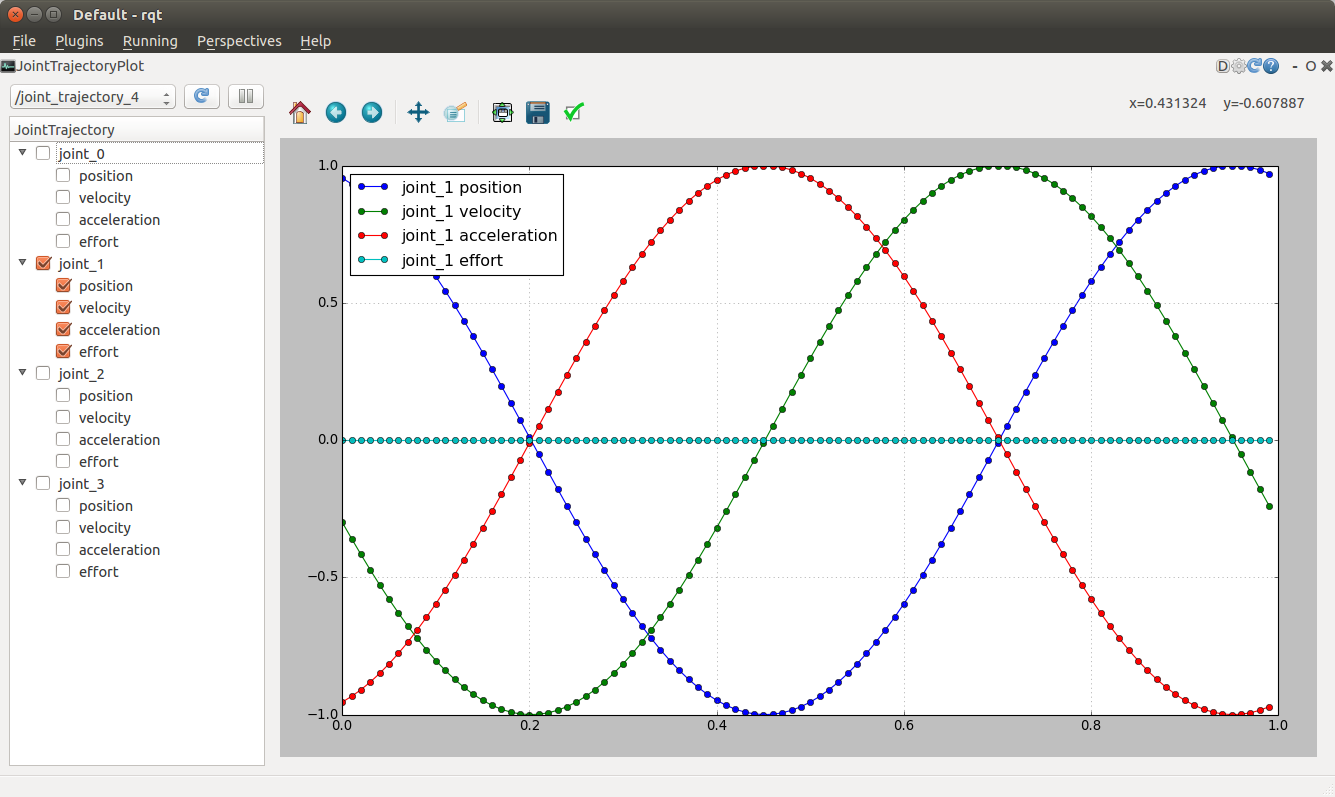 Default - rqt
File Plugins Running Perspectives Help
JointTrajectoryPlot
D ? - O
/joint_trajectory_4
x=0.431324 y=-0.607887
JointTrajectory
joint_0
position
velocity
acceleration
effort
joint_1
position
velocity
acceleration
effort
joint_2
position
velocity
acceleration
effort
joint_3
position
velocity
acceleration
effort
joint_1 position
joint_1 velocity
joint_1 acceleration
joint_1 effort
1.0
0.5
0.0
−0.5
−1.0
0.0 0.2 0.4 0.6 0.8 1.0